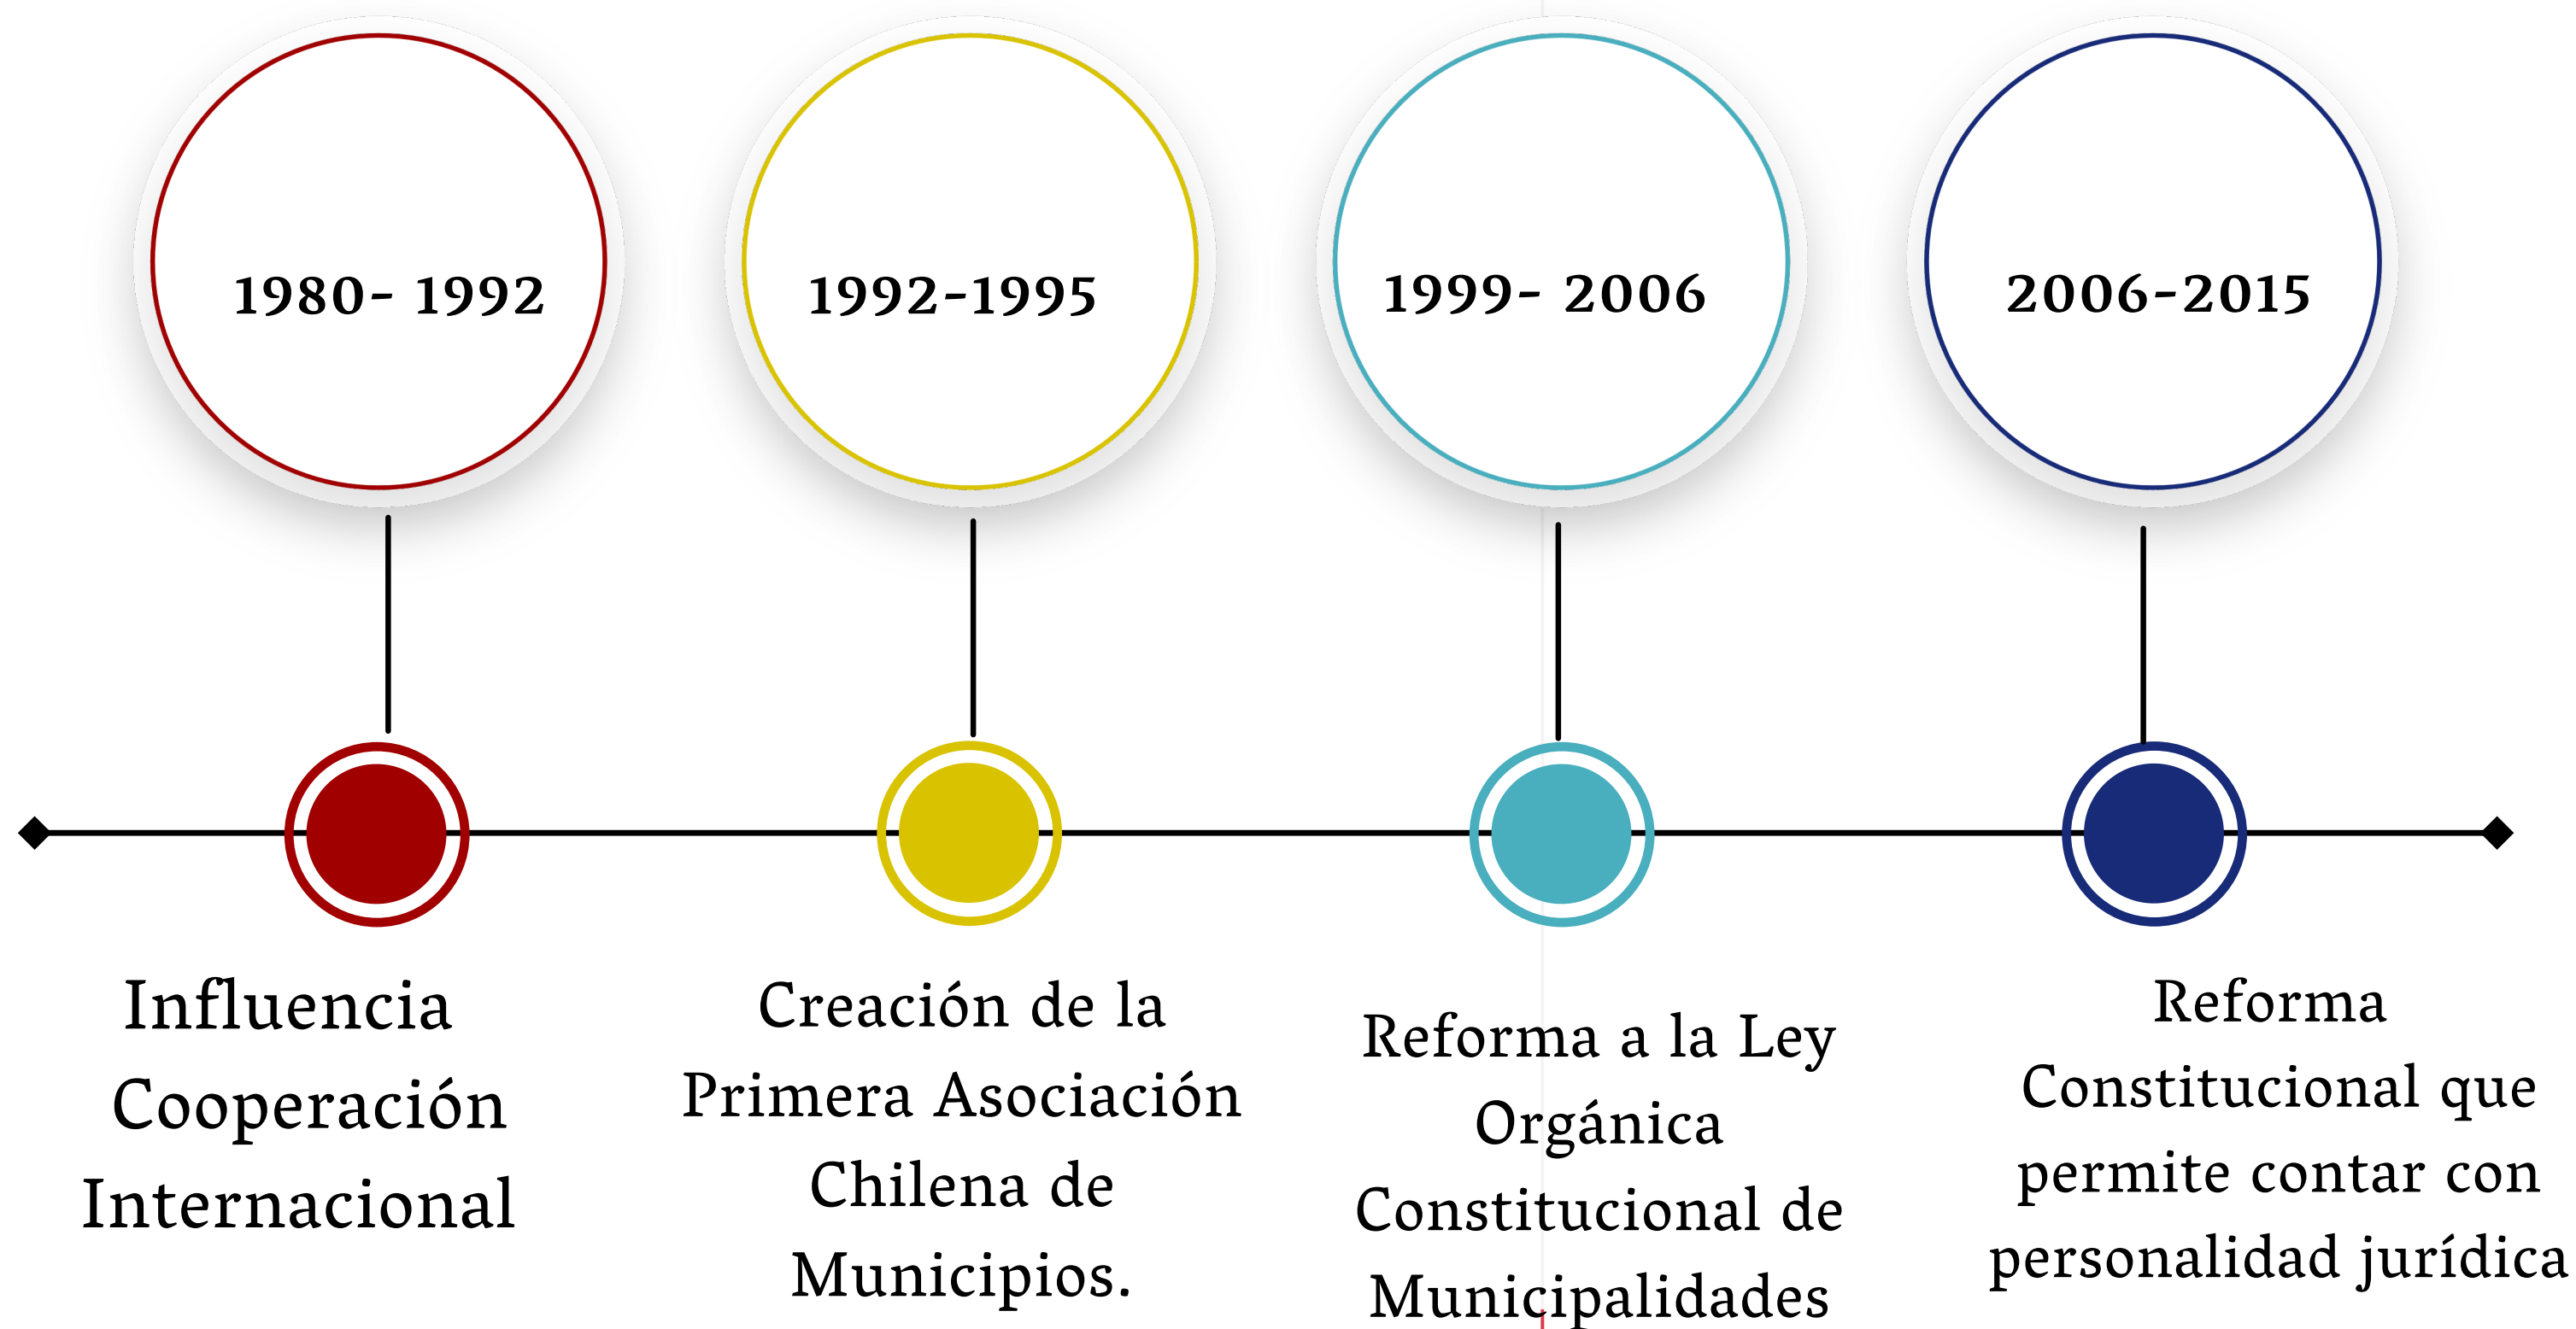 1980- 1992
1992-1995
1999- 2006
2006-2015
Influencia
Cooperación
Internacional
Creación de la
Primera Asociación
Chilena de
Municipios.
Reforma a la Ley
Orgánica
Constitucional de
Municipalidades
Reforma
Constitucional que
permite contar con
personalidad jurídica